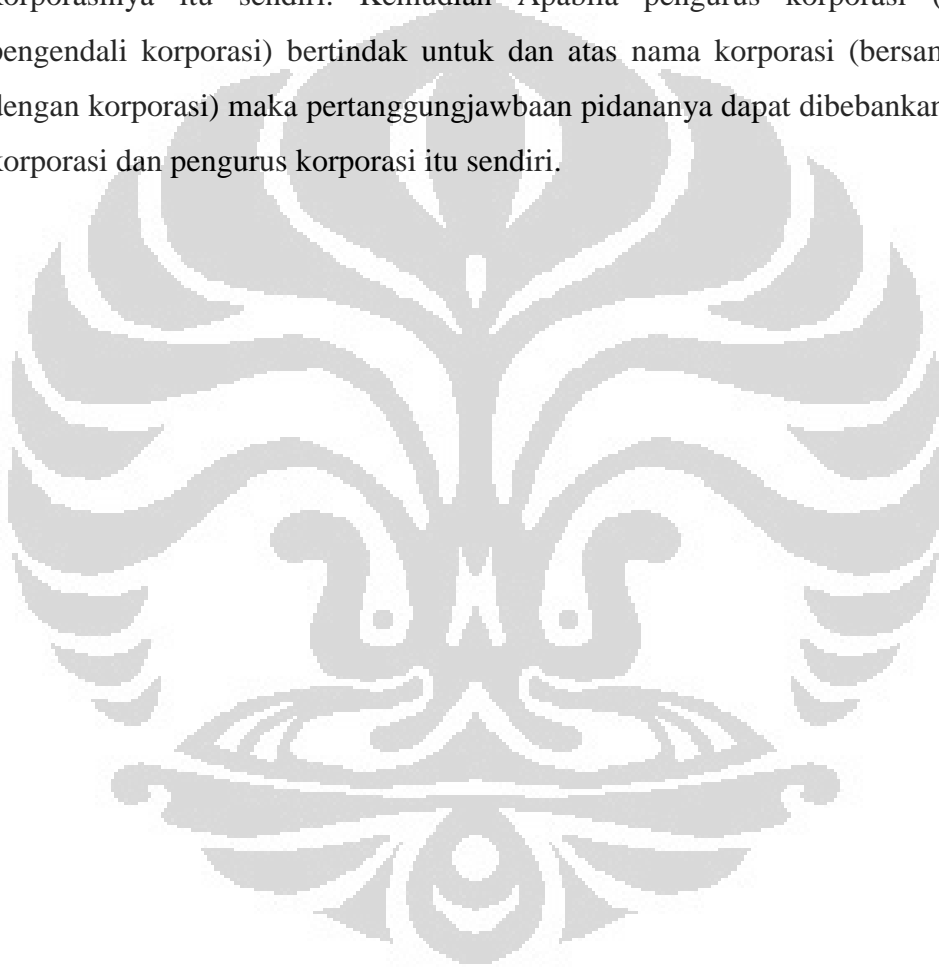 korporasinya itu sendiri. Kemudian Apabila pengurus korporasi (
pengendali korporasi) bertindak untuk dan atas nama korporasi (bersam
dengan korporasi) maka pertanggungjawbaan pidananya dapat dibebankan
korporasi dan pengurus korporasi itu sendiri.